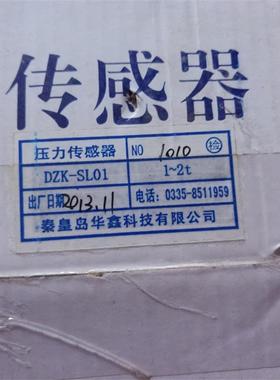 传感器
压力传感器 NO 1010 检
DZK-SL01 1~2t
出厂日期 2013.11 电话: 0335-8511959
秦皇岛华鑫科技有限公司